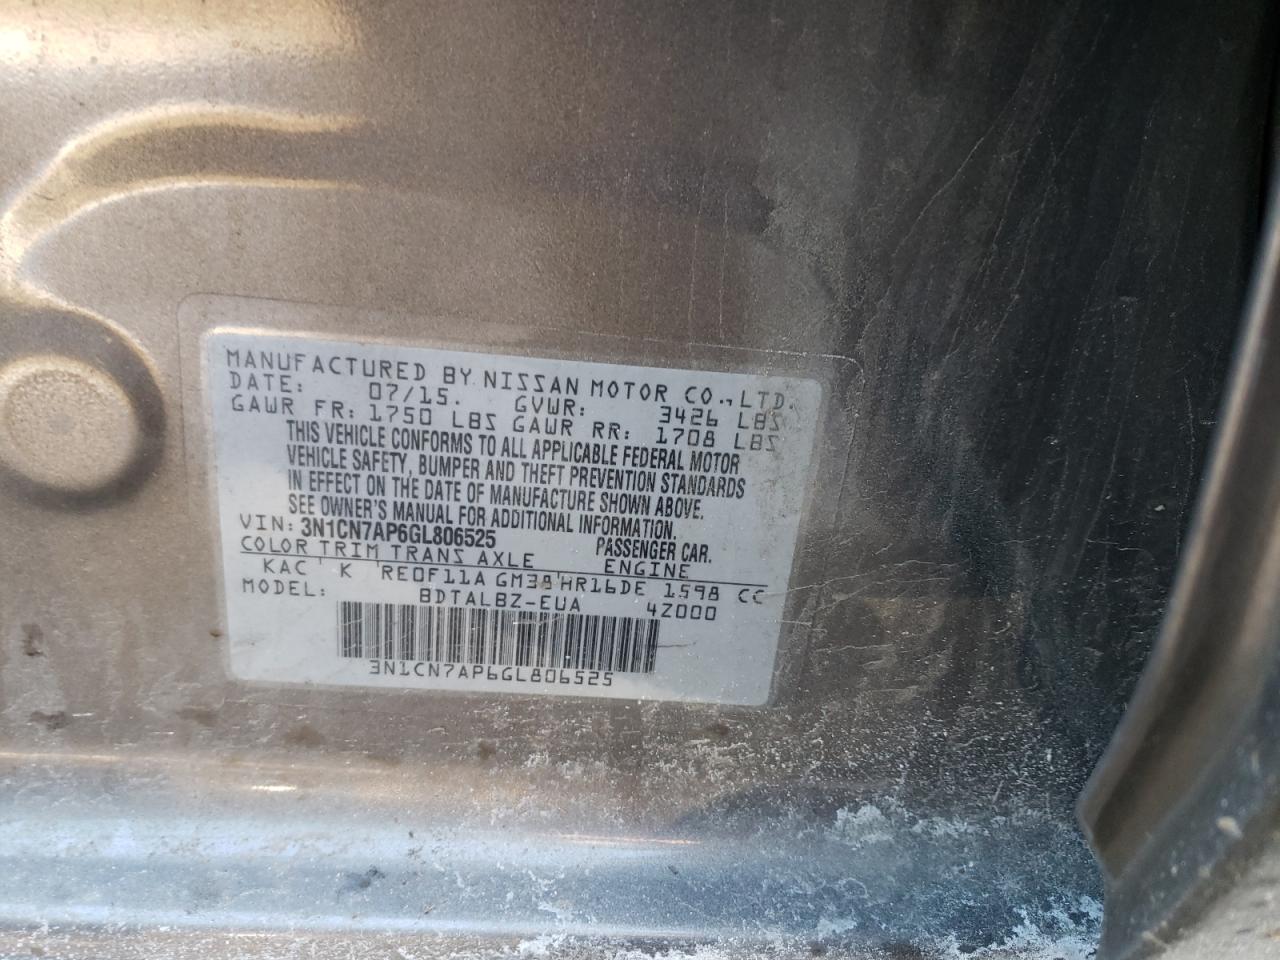 MANUFACTURED BY NISSAN MOTOR CO., LTD.
DATE: 07/15. GVWR: 3426 LBS
GAWR FR: 1750 LBS GAWR RR: 1708 LBS
THIS VEHICLE CONFORMS TO ALL APPLICABLE FEDERAL MOTOR
VEHICLE SAFETY, BUMPER AND THEFT PREVENTION STANDARDS
IN EFFECT ON THE DATE OF MANUFACTURE SHOWN ABOVE.
SEE OWNER'S MANUAL FOR ADDITIONAL INFORMATION.
VIN: 3N1CN7AP6GL806525 PASSENGER CAR.
COLOR TRIM TRANS AXLE ENGINE
KAC ' K 'RE0F11A GM38'HR16DE 1598 CC
MODEL: BDTALBZ-EUA 4Z000
3N1CN7AP6GL806525